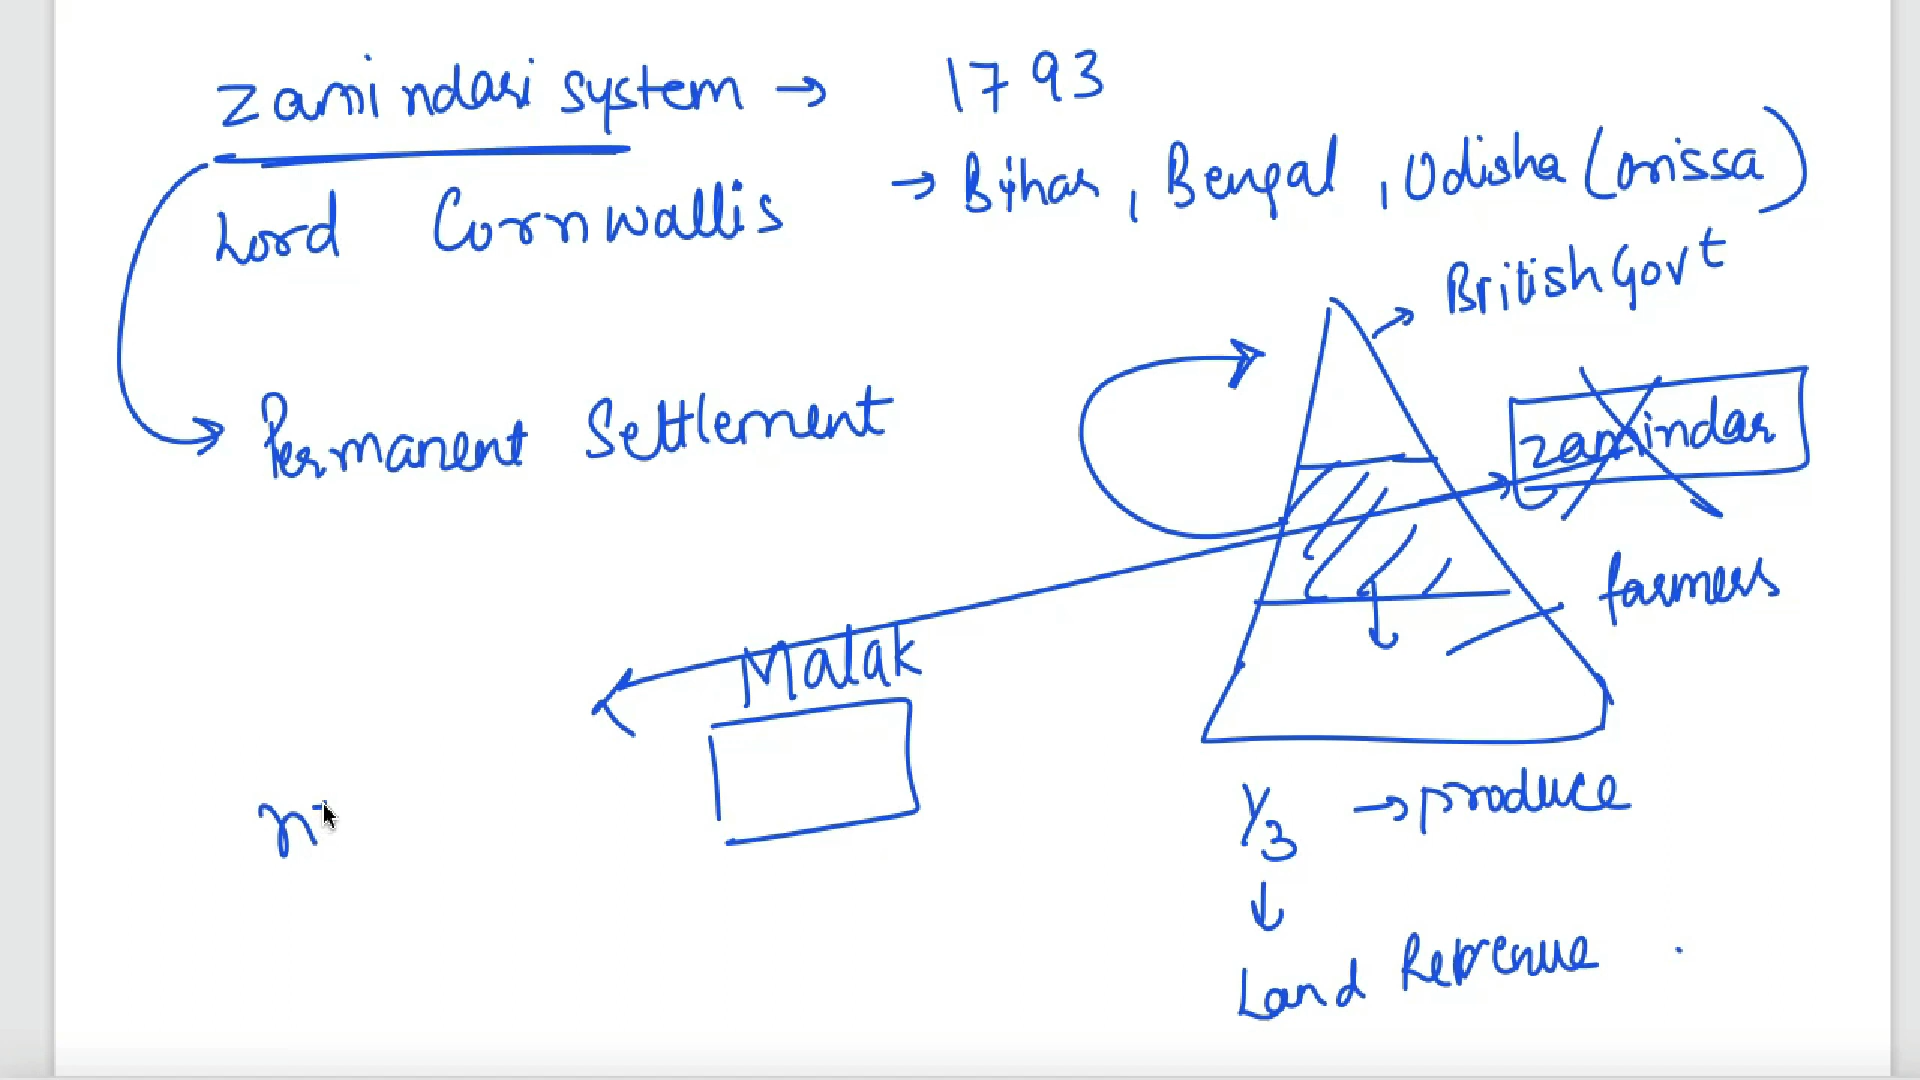 Zamindari system → 1793
Lord Cornwallis → Bihar, Bengal, Odisha (orissa)
British Govt
Permanent Settlement
zamindar
farmers
Malak
1/3 → produce
↓
Land Revenue